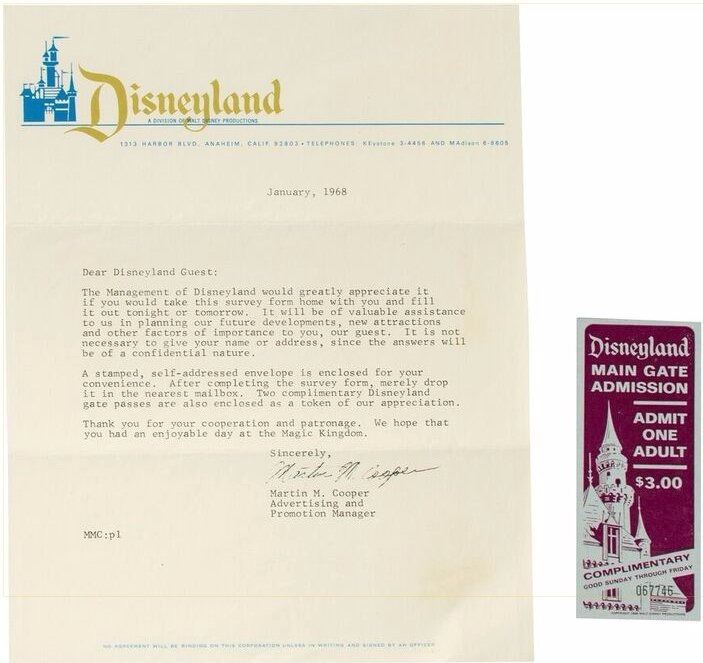 Disneyland
A DIVISION OF WALT DISNEY PRODUCTIONS
1313 HARBOR BLVD., ANAHEIM, CALIF. 92803 • TELEPHONES: KEystone 3-4456 AND MAdison 6-8605
January, 1968
Dear Disneyland Guest:
The Management of Disneyland would greatly appreciate it
if you would take this survey form home with you and fill
it out tonight or tomorrow. It will be of valuable assistance
to us in planning our future developments, new attractions
and other factors of importance to you, our guest. It is not
necessary to give your name or address, since the answers will
be of a confidential nature.
A stamped, self-addressed envelope is enclosed for your
convenience. After completing the survey form, merely drop
it in the nearest mailbox. Two complimentary Disneyland
gate passes are also enclosed as a token of our appreciation.
Thank you for your cooperation and patronage. We hope that
you had an enjoyable day at the Magic Kingdom.
Sincerely,
Martin M. Cooper
Martin M. Cooper
Advertising and
Promotion Manager
MMC:pl
NO AGREEMENT WILL BE BINDING ON THIS CORPORATION UNLESS IN WRITING AND SIGNED BY AN OFFICER
Disneyland
MAIN GATE
ADMISSION
ADMIT
ONE
ADULT
$3.00
COMPLIMENTARY
GOOD SUNDAY THROUGH FRIDAY
067746